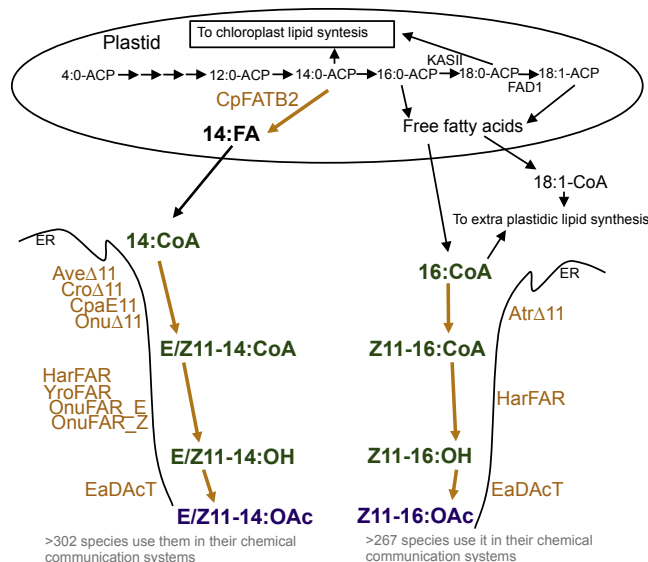 Plastid
To chloroplast lipid syntesis
KASII
4:0-ACP 12:0-ACP 14:0-ACP 16:0-ACP 18:0-ACP 18:1-ACP
FAD1
CpFATB2
14:FA
Free fatty acids
18:1-CoA
To extra plastidic lipid synthesis
ER
14:CoA
AveΔ11
CroΔ11
CpaE11
OnuΔ11
E/Z11-14:CoA
HarFAR
YroFAR
OnuFAR_E
OnuFAR_Z
E/Z11-14:OH
EaDAcT
E/Z11-14:OAc
>302 species use them in their chemical
communication systems
16:CoA
ER
AtrΔ11
Z11-16:CoA
HarFAR
Z11-16:OH
EaDAcT
Z11-16:OAc
>267 species use it in their chemical
communication systems